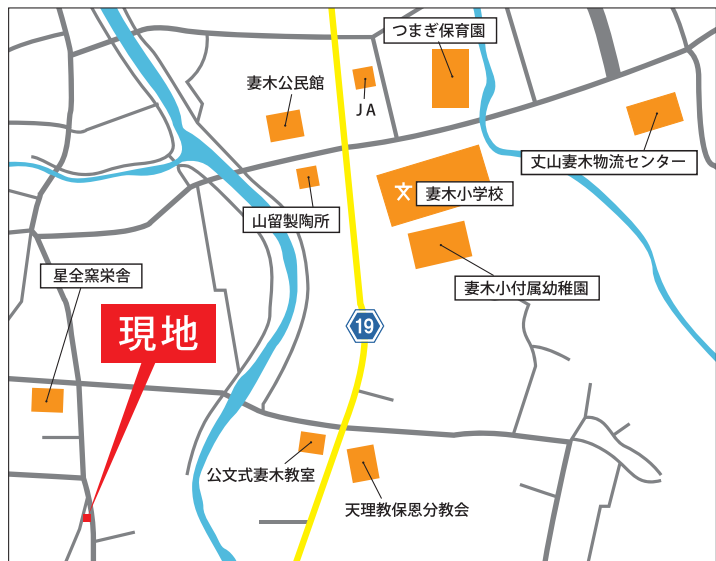 つまぎ保育園
妻木公民館
JA
丈山妻木物流センター
妻木小学校
山留製陶所
星全窯栄舎
妻木小付属幼稚園
19
現地
公文式妻木教室
天理教保恩分教会